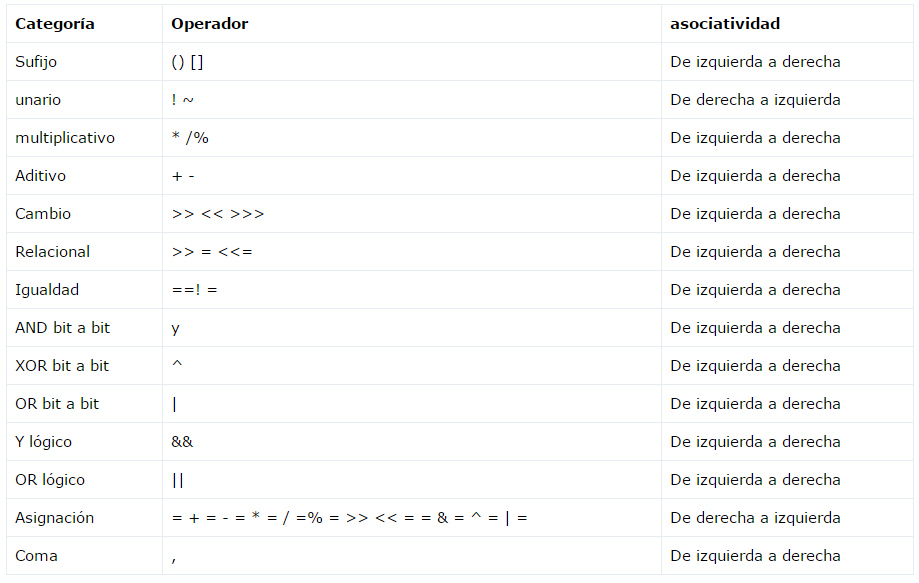 Categoría Operador asociatividad
Sufijo () [] De izquierda a derecha
unario ! ~ De derecha a izquierda
multiplicativo * /% De izquierda a derecha
Aditivo + - De izquierda a derecha
Cambio >> << >>> De izquierda a derecha
Relacional >> = <<= De izquierda a derecha
Igualdad ==! = De izquierda a derecha
AND bit a bit y De izquierda a derecha
XOR bit a bit ^ De izquierda a derecha
OR bit a bit | De izquierda a derecha
Y lógico && De izquierda a derecha
OR lógico || De izquierda a derecha
Asignación = + = - = * = / =% = >> << = = & = ^ = | = De derecha a izquierda
Coma , De izquierda a derecha